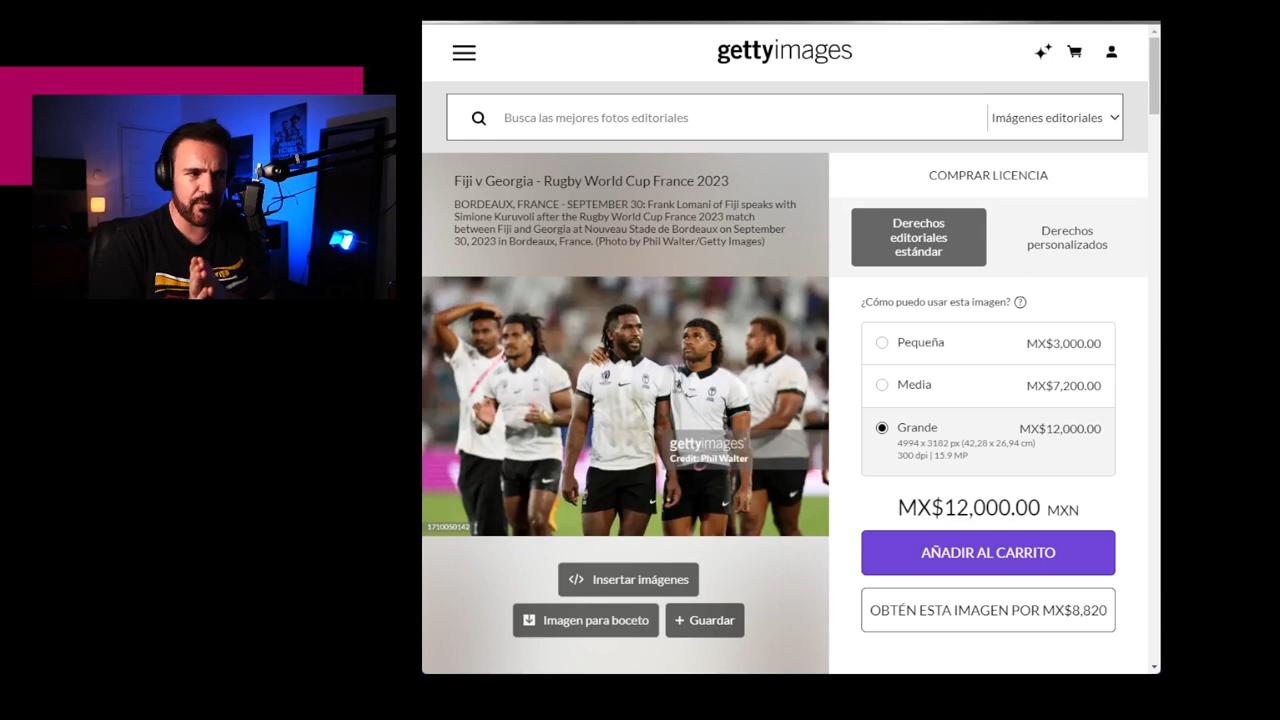 gettyimages
Busca las mejores fotos editoriales
Imágenes editoriales
Fiji v Georgia - Rugby World Cup France 2023
BORDEAUX, FRANCE - SEPTEMBER 30: Frank Lomani of Fiji speaks with
Simione Kuruvoli after the Rugby World Cup France 2023 match
between Fiji and Georgia at Nouveau Stade de Bordeaux on September
30, 2023 in Bordeaux, France. (Photo by Phil Walter/Getty Images)
gettyimages
Credit: Phil Walter
1710050142
Insertar imágenes
Imagen para boceto
+ Guardar
COMPRAR LICENCIA
Derechos
editoriales
estándar
Derechos
personalizados
¿Cómo puedo usar esta imagen? ?
Pequeña MX$3,000.00
Media MX$7,200.00
Grande MX$12,000.00
4994 x 3182 px (42,28 x 26,94 cm)
300 dpi | 15.9 MP
MX$12,000.00 MXN
AÑADIR AL CARRITO
OBTÉN ESTA IMAGEN POR MX$8,820